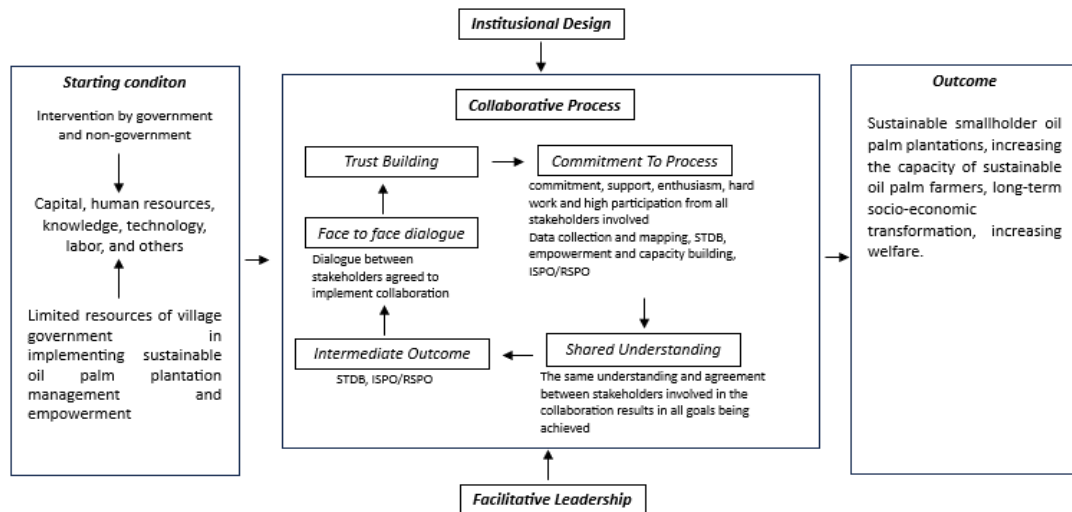 Institutional Design
Starting conditon
Intervention by government
and non-government
Capital, human resources,
knowledge, technology,
labor, and others
Limited resources of village
government in
implementing sustainable
oil palm plantation
management and
empowerment
Collaborative Process
Trust Building
Commitment To Process
commitment, support, enthusiasm, hard
work and high participation from all
stakeholders involved
Data collection and mapping, STDB,
empowerment and capacity building,
ISPO/RSPO
Face to face dialogue
Dialogue between
stakeholders agreed to
implement collaboration
Intermediate Outcome
STDB, ISPO/RSPO
Shared Understanding
The same understanding and agreement
between stakeholders involved in the
collaboration results in all goals being
achieved
Outcome
Sustainable smallholder oil
palm plantations, increasing
the capacity of sustainable
oil palm farmers, long-term
socio-economic
transformation, increasing
welfare.
Facilitative Leadership